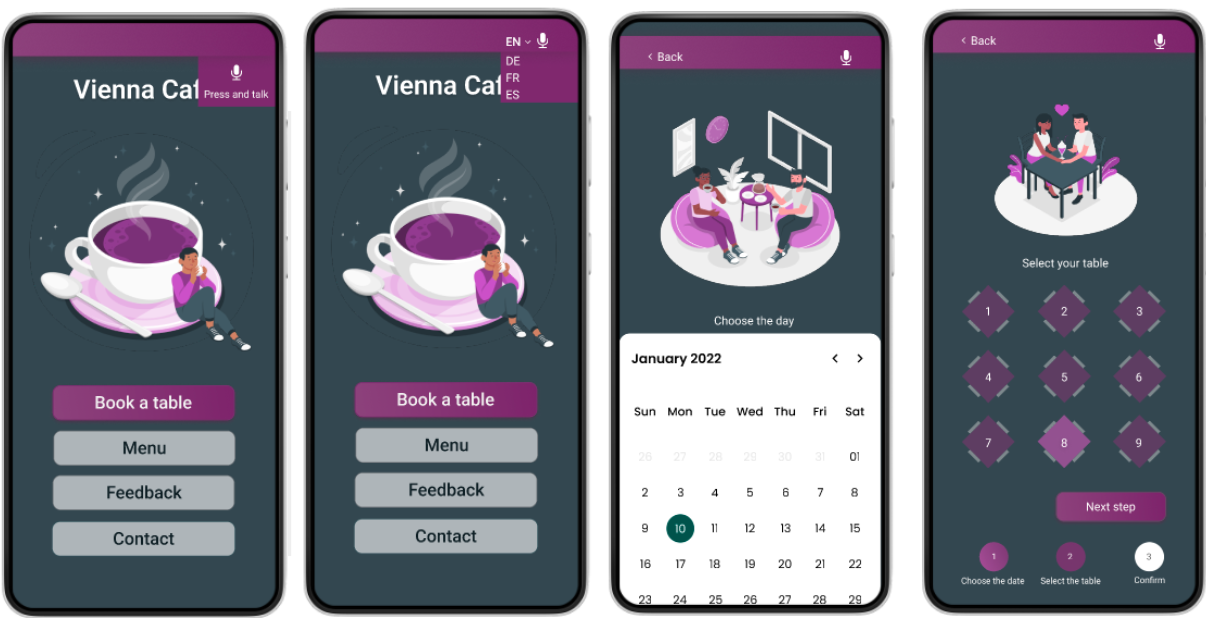 Vienna Caf
Press and talk
Book a table
Menu
Feedback
Contact
EN
DE
FR
ES
Vienna Caf
Book a table
Menu
Feedback
Contact
< Back
Choose the day
January 2022 < >
Sun Mon Tue Wed Thu Fri Sat
26 27 28 29 30 31 01
2 3 4 5 6 7 8
9 10 11 12 13 14 15
16 17 18 19 20 21 22
23 24 25 26 27 28 29
< Back
Select your table
1 2 3
4 5 6
7 8 9
Next step
1 2 3
Choose the date Select the table Confirm